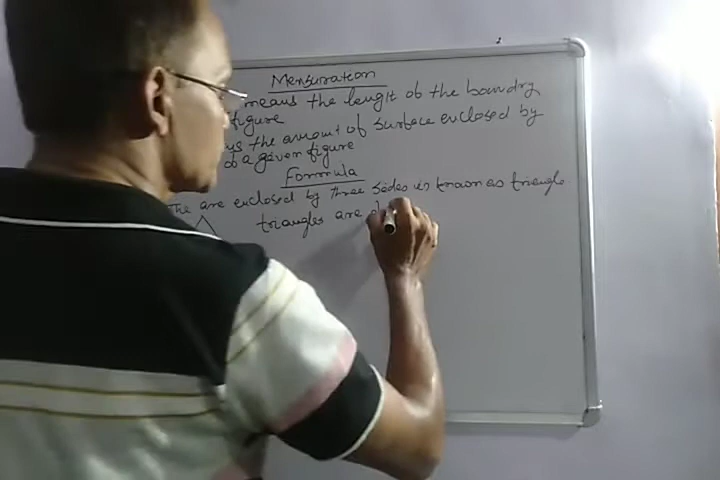 Mensuration
means the lengit of the boundry
figure
the amount of surface enclosed by
a given figure
Formula
The are enclosed by three sides is known as triangle
triangles are